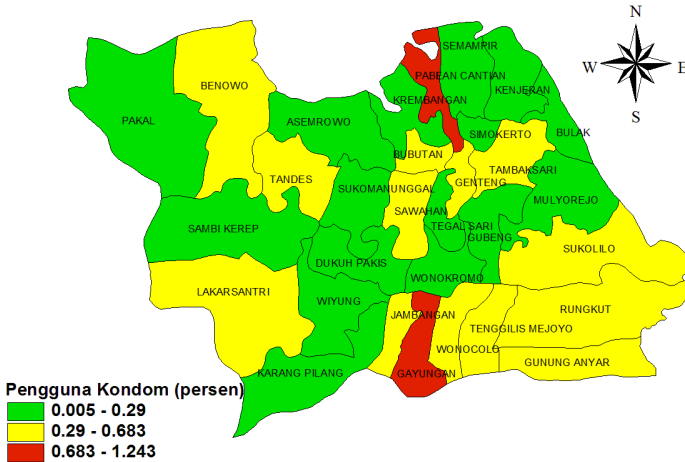 N
W E
S
SEMAMPIR
PABEAN CANTIAN
BENOWO
KENJERAN
KREMBANGAN
PAKAL
ASEMROWO
SIMOKERTO
BULAK
BUBUTAN
TAMBAKSARI
TANDES
GENTENG
SUKOMANUNGGAL
MULYOREJO
SAWAHAN
TEGAL SARI
SAMBI KEREP
GUBENG
SUKOLILO
DUKUH PAKIS
WONOKROMO
LAKARSANTRI
WIYUNG
RUNGKUT
JAMBANGAN
TENGGILIS MEJOYO
WONOCOLO
GUNUNG ANYAR
KARANG PILANG
GAYUNGAN
Pengguna Kondom (persen)
0.005 - 0.29
0.29 - 0.683
0.683 - 1.243